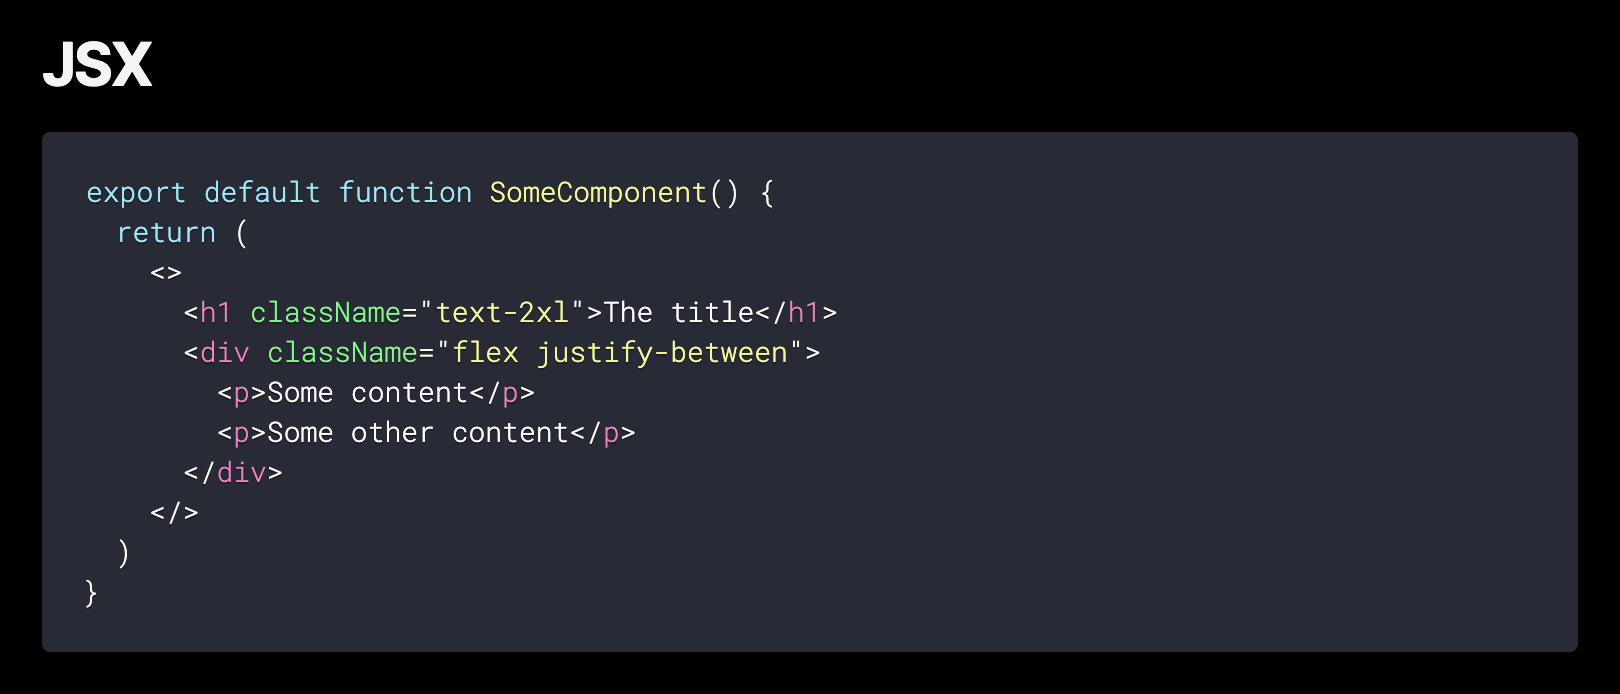 JSX
export default function SomeComponent() {
  return (
    <>
      <h1 className="text-2xl">The title</h1>
      <div className="flex justify-between">
        <p>Some content</p>
        <p>Some other content</p>
      </div>
    </>
  )
}